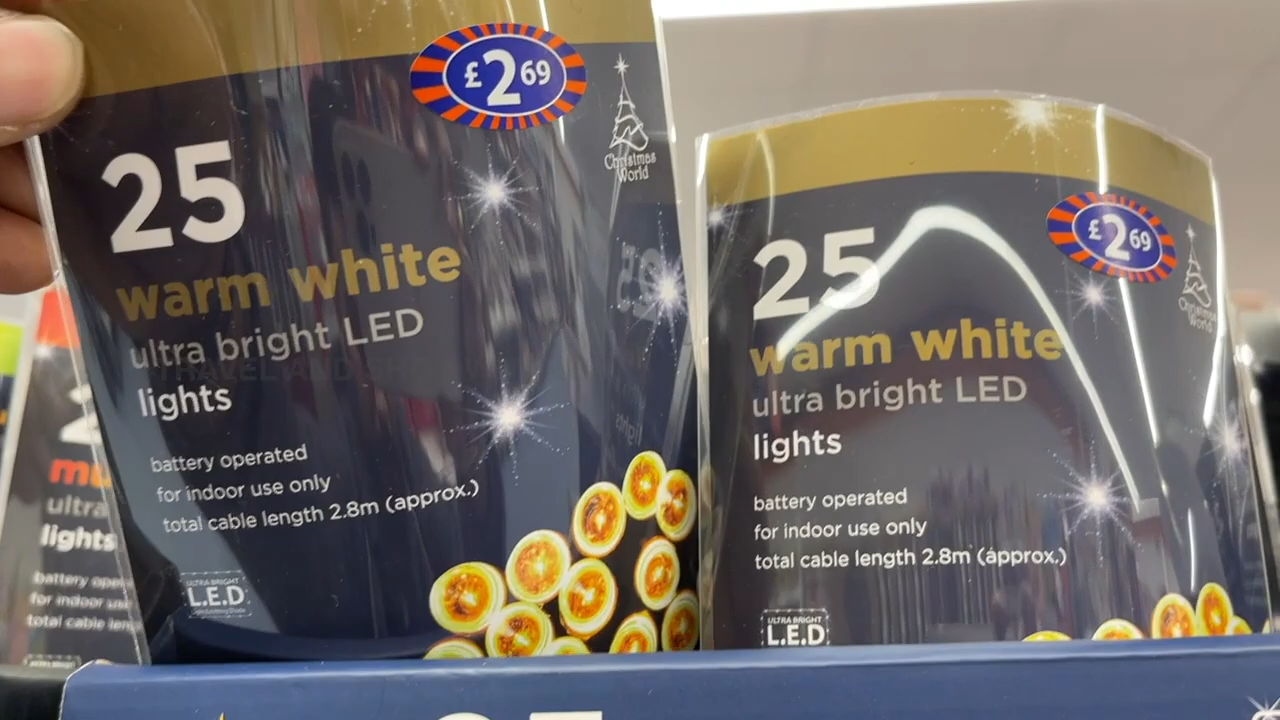 £2 69
Christmas
World
25
warm white
ultra bright LED
lights
battery operated
for indoor use only
total cable length 2.8m (approx.)
ULTRA BRIGHT
L.E.D
£2 69
Christmas
World
25
warm white
ultra bright LED
lights
battery operated
for indoor use only
total cable length 2.8m (approx.)
ULTRA BRIGHT
L.E.D
ultra
lights
battery
for indoor
total cable